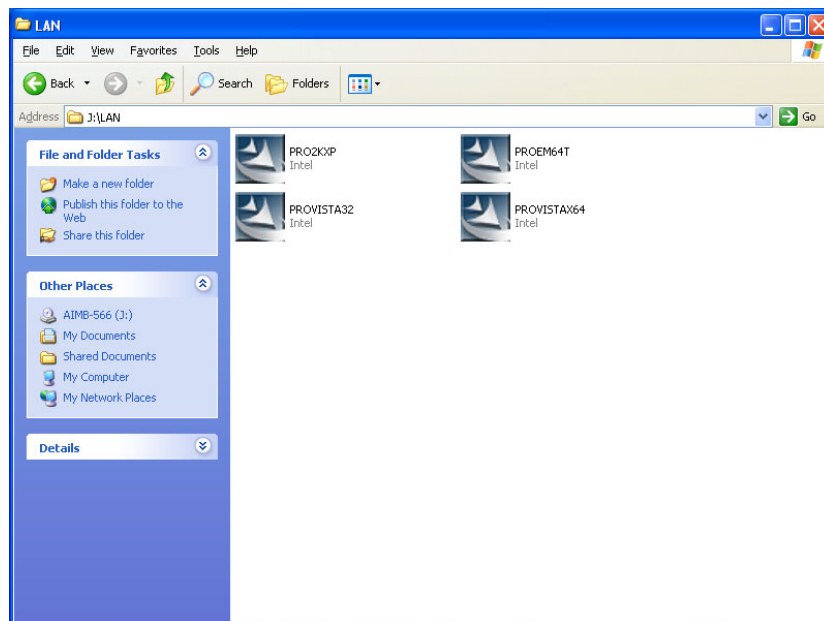 LAN
File Edit View Favorites Tools Help
Back Search Folders
Address J:\LAN Go
File and Folder Tasks
Make a new folder
Publish this folder to the
Web
Share this folder
Other Places
AIMB-566 (J:)
My Documents
Shared Documents
My Computer
My Network Places
Details
PRO2KXP
Intel
PROEM64T
Intel
PROVISTA32
Intel
PROVISTAX64
Intel